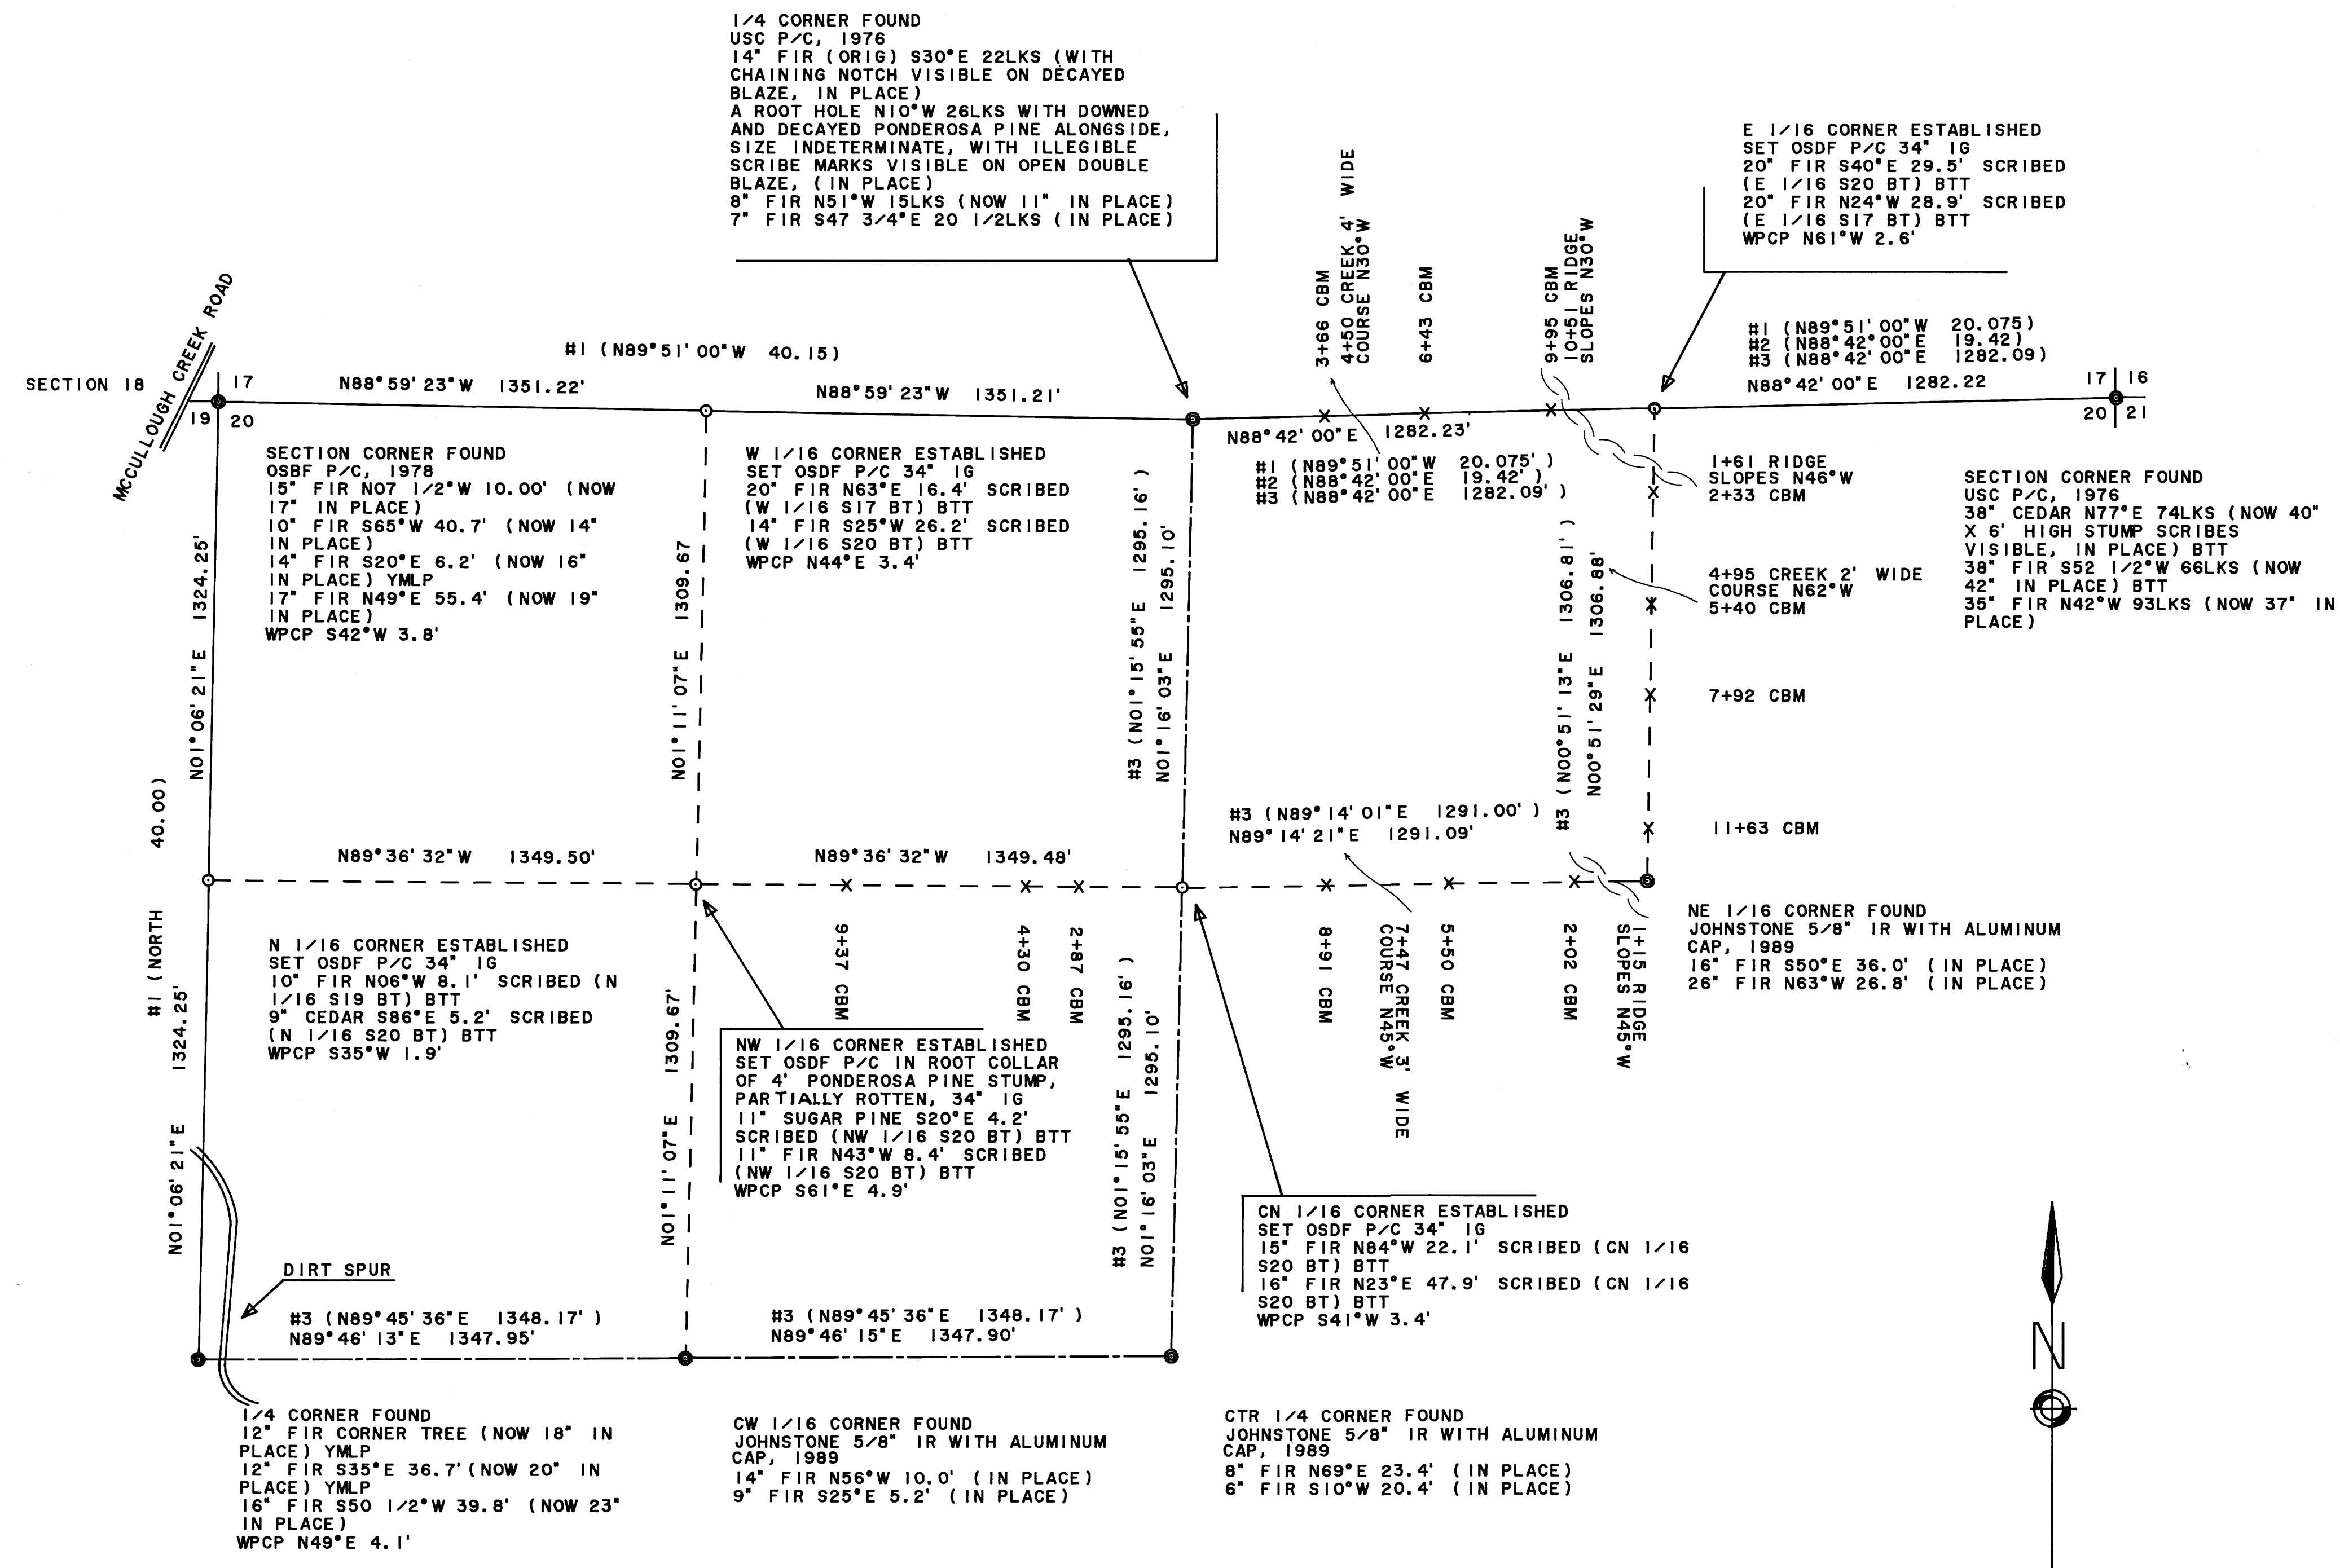 1/4 CORNER FOUND
USC P/C, 1976
14" FIR (ORIG) S30°E 22LKS (WITH
CHAINING NOTCH VISIBLE ON DECAYED
BLAZE, IN PLACE)
A ROOT HOLE N10°W 26LKS WITH DOWNED
AND DECAYED PONDEROSA PINE ALONGSIDE,
SIZE INDETERMINATE, WITH ILLEGIBLE
SCRIBE MARKS VISIBLE ON OPEN DOUBLE
BLAZE, (IN PLACE)
8" FIR N51°W 15LKS (NOW 11" IN PLACE)
7" FIR S47 3/4°E 20 1/2LKS (IN PLACE)
E 1/16 CORNER ESTABLISHED
SET OSDF P/C 34" IG
20" FIR S40°E 29.5' SCRIBED
(E 1/16 S20 BT) BTT
20" FIR N24°W 28.9' SCRIBED
(E 1/16 S17 BT) BTT
WPCP N61°W 2.6'
3+66 CBM
4+50 CREEK 4' WIDE
COURSE N30°W
6+43 CBM
9+95 CBM
10+51 RIDGE
SLOPES N30°W
MCCULLOUGH CREEK ROAD
SECTION 18
17
19
20
#1 (N89°51'00"W 40.15)
N88°59'23"W 1351.22'
N88°59'23"W 1351.21'
#1 (N89°51'00"W 20.075)
#2 (N88°42'00"E 19.42)
#3 (N88°42'00"E 1282.09)
N88°42'00"E 1282.22
17 16
20 21
N88°42'00"E 1282.23'
#1 (N89°51'00"W 20.075')
#2 (N88°42'00"E 19.42')
#3 (N88°42'00"E 1282.09')
SECTION CORNER FOUND
OSBF P/C, 1978
15" FIR N07 1/2°W 10.00' (NOW
17" IN PLACE)
10" FIR S65°W 40.7' (NOW 14"
IN PLACE)
14" FIR S20°E 6.2' (NOW 16"
IN PLACE) YMLP
17" FIR N49°E 55.4' (NOW 19"
IN PLACE)
WPCP S42°W 3.8'
W 1/16 CORNER ESTABLISHED
SET OSDF P/C 34" IG
20" FIR N63°E 16.4' SCRIBED
(W 1/16 S17 BT) BTT
14" FIR S25°W 26.2' SCRIBED
(W 1/16 S20 BT) BTT
WPCP N44°E 3.4'
1+61 RIDGE
SLOPES N46°W
2+33 CBM
4+95 CREEK 2' WIDE
COURSE N62°W
5+40 CBM
7+92 CBM
11+63 CBM
SECTION CORNER FOUND
USC P/C, 1976
38" CEDAR N77°E 74LKS (NOW 40"
X 6' HIGH STUMP SCRIBES
VISIBLE, IN PLACE) BTT
38" FIR S52 1/2°W 66LKS (NOW
42" IN PLACE) BTT
35" FIR N42°W 93LKS (NOW 37" IN
PLACE)
N01°06'21"E 1324.25'
N01°11'07"E 1309.67
#3 (N01°15'55"E 1295.16')
N01°16'03"E 1295.10'
#3 (N00°51'13"E 1306.81')
N00°51'29"E 1306.88'
#1 (NORTH 40.00)
N89°36'32"W 1349.50'
N89°36'32"W 1349.48'
#3 (N89°14'01"E 1291.00')
N89°14'21"E 1291.09'
N 1/16 CORNER ESTABLISHED
SET OSDF P/C 34" IG
10" FIR N06°W 8.1' SCRIBED (N
1/16 S19 BT) BTT
9" CEDAR S86°E 5.2' SCRIBED
(N 1/16 S20 BT) BTT
WPCP S35°W 1.9'
9+37 CBM
4+30 CBM
2+87 CBM
8+91 CBM
7+47 CREEK 3' WIDE
COURSE N45°W
5+50 CBM
2+02 CBM
1+15 RIDGE
SLOPES N45°W
NE 1/16 CORNER FOUND
JOHNSTONE 5/8" IR WITH ALUMINUM
CAP, 1989
16" FIR S50°E 36.0' (IN PLACE)
26" FIR N63°W 26.8' (IN PLACE)
NW 1/16 CORNER ESTABLISHED
SET OSDF P/C IN ROOT COLLAR
OF 4' PONDEROSA PINE STUMP,
PARTIALLY ROTTEN, 34" IG
11" SUGAR PINE S20°E 4.2'
SCRIBED (NW 1/16 S20 BT) BTT
11" FIR N43°W 8.4' SCRIBED
(NW 1/16 S20 BT) BTT
WPCP S61°E 4.9'
N01°06'21"E 1324.25'
N01°11'07"E 1309.67'
#3 (N01°15'55"E 1295.16')
N01°16'03"E 1295.10'
CN 1/16 CORNER ESTABLISHED
SET OSDF P/C 34" IG
15" FIR N84°W 22.1' SCRIBED (CN 1/16
S20 BT) BTT
16" FIR N23°E 47.9' SCRIBED (CN 1/16
S20 BT) BTT
WPCP S41°W 3.4'
DIRT SPUR
#3 (N89°45'36"E 1348.17')
N89°46'13"E 1347.95'
#3 (N89°45'36"E 1348.17')
N89°46'15"E 1347.90'
1/4 CORNER FOUND
12" FIR CORNER TREE (NOW 18" IN
PLACE) YMLP
12" FIR S35°E 36.7' (NOW 20" IN
PLACE) YMLP
16" FIR S50 1/2°W 39.8' (NOW 23"
IN PLACE)
WPCP N49°E 4.1'
CW 1/16 CORNER FOUND
JOHNSTONE 5/8" IR WITH ALUMINUM
CAP, 1989
14" FIR N56°W 10.0' (IN PLACE)
9" FIR S25°E 5.2' (IN PLACE)
CTR 1/4 CORNER FOUND
JOHNSTONE 5/8" IR WITH ALUMINUM
CAP, 1989
8" FIR N69°E 23.4' (IN PLACE)
6" FIR S10°W 20.4' (IN PLACE)
N